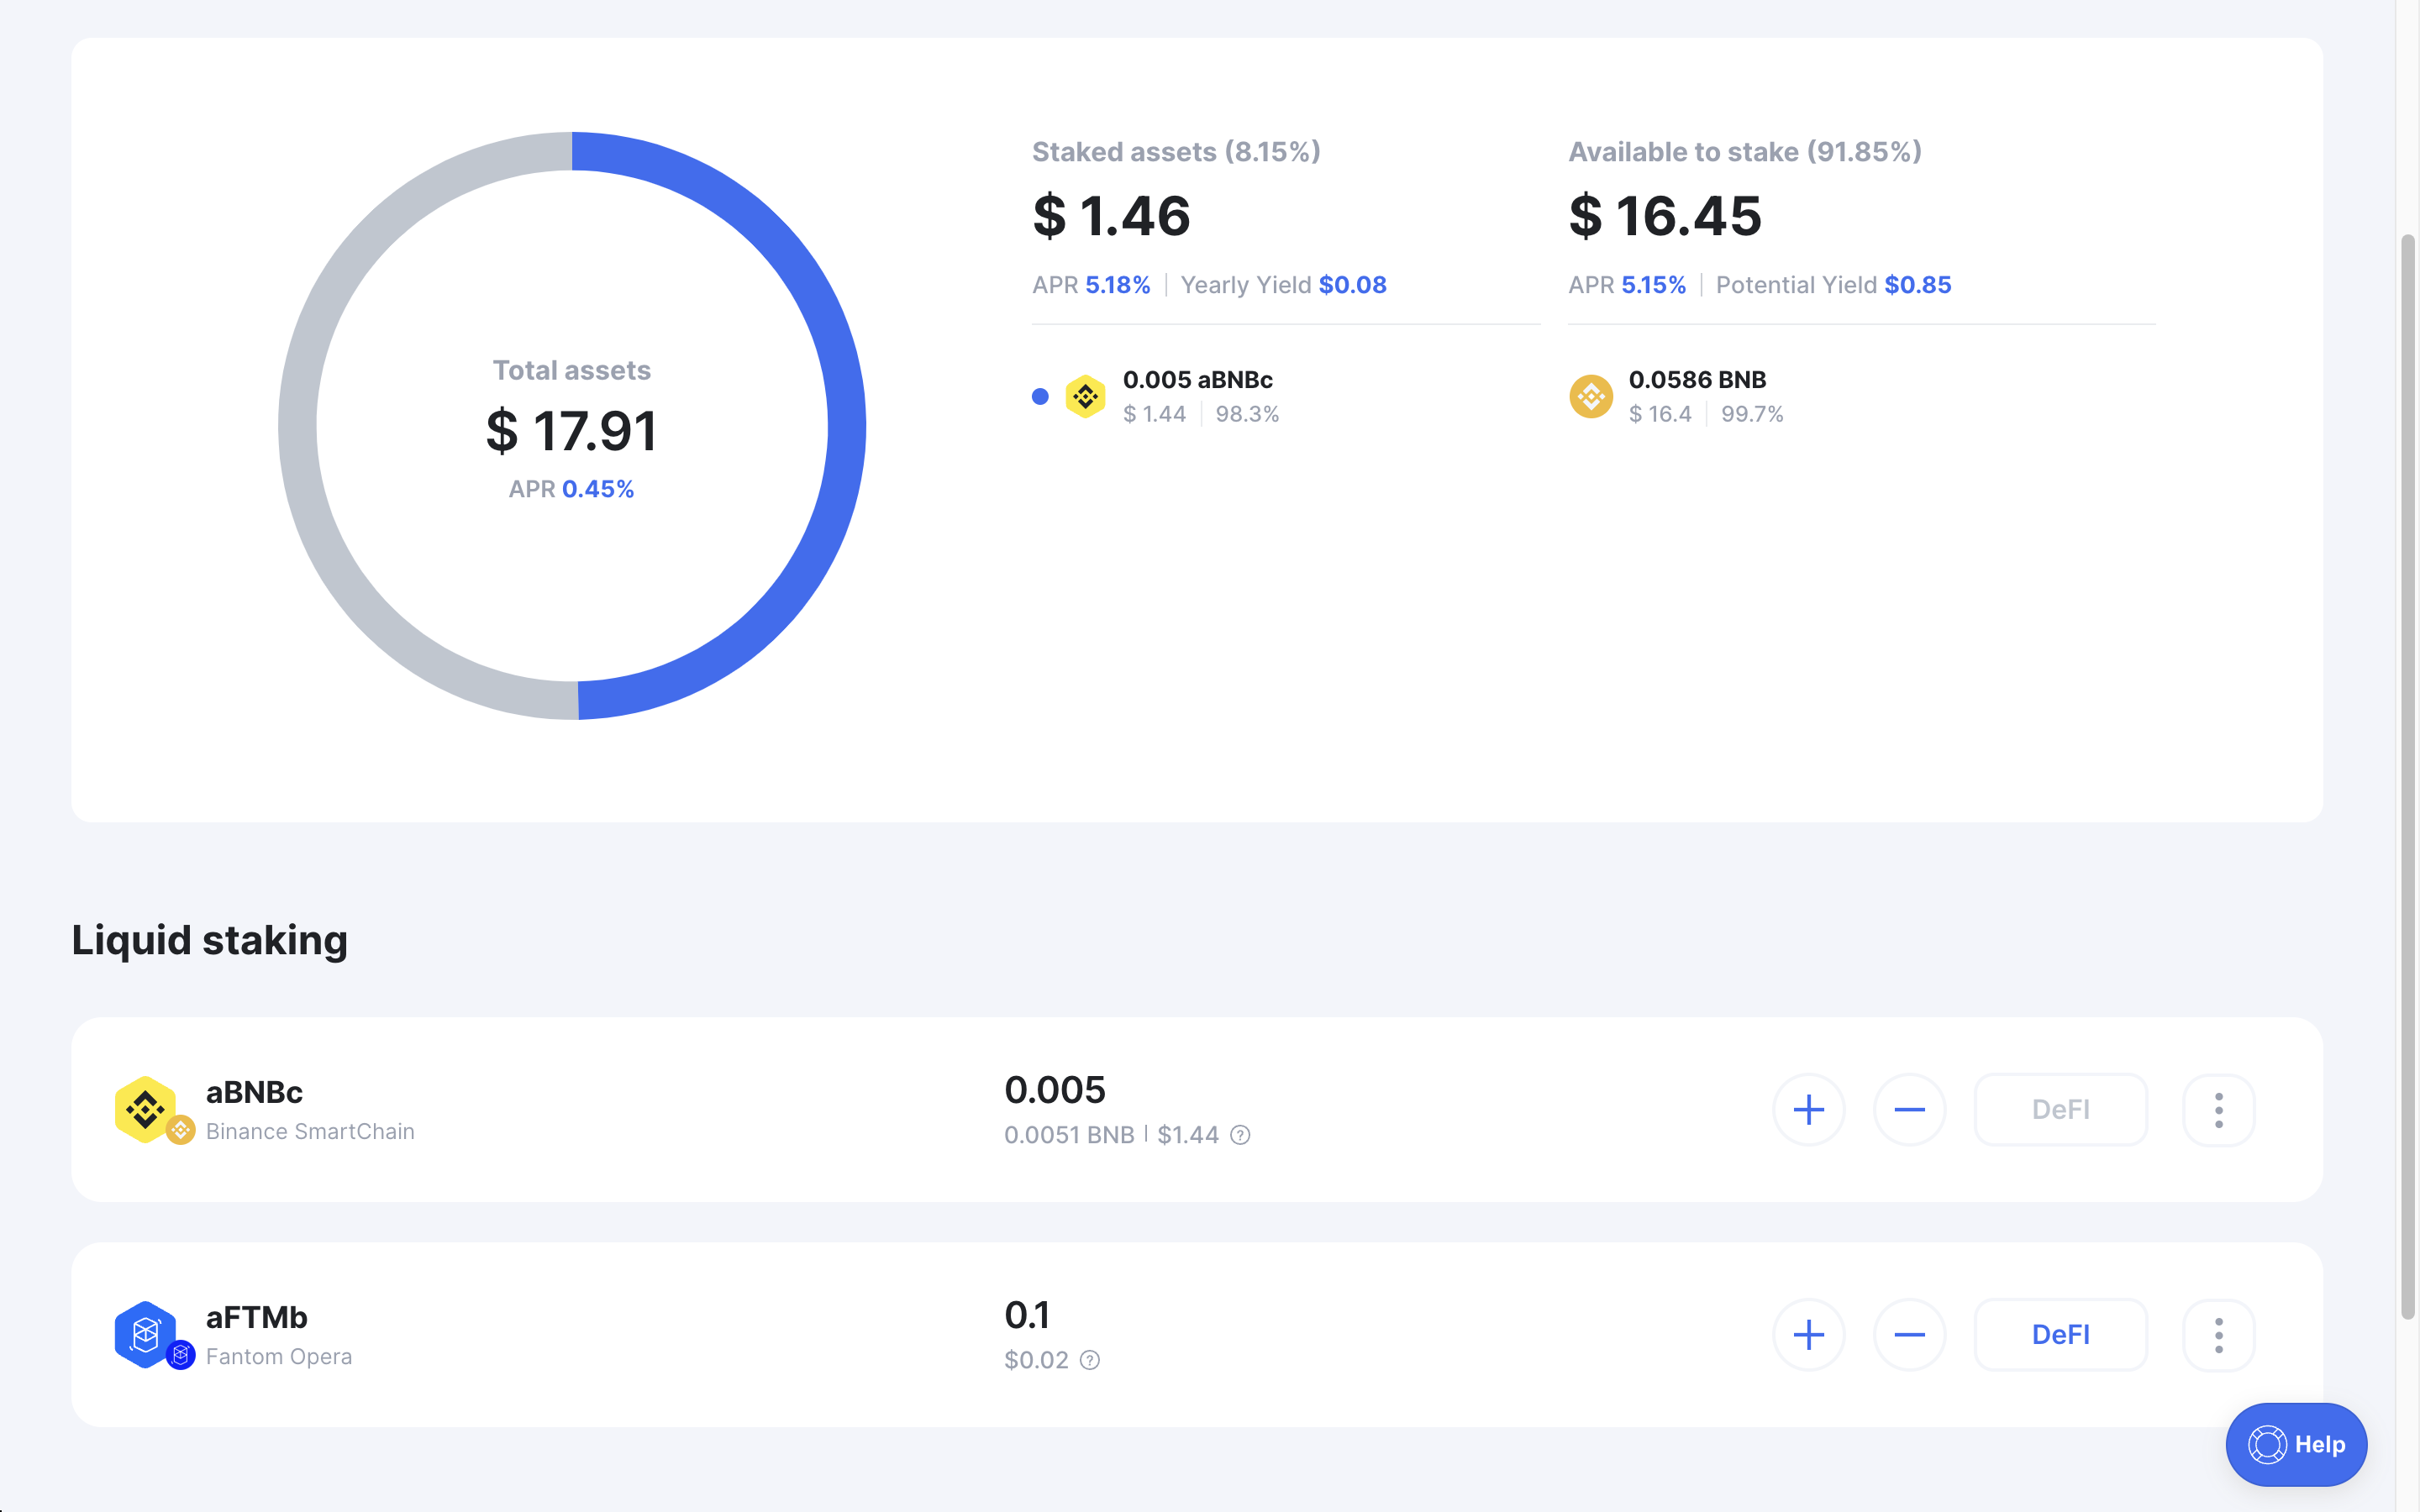 Total assets
$ 17.91
APR 0.45%
Staked assets (8.15%)
$ 1.46
APR 5.18% | Yearly Yield $0.08
0.005 aBNBc
$ 1.44 | 98.3%
Available to stake (91.85%)
$ 16.45
APR 5.15% | Potential Yield $0.85
0.0586 BNB
$ 16.4 | 99.7%
Liquid staking
aBNBc
Binance SmartChain
0.005
0.0051 BNB | $1.44 ?
DeFI
aFTMb
Fantom Opera
0.1
$0.02 ?
DeFI
Help